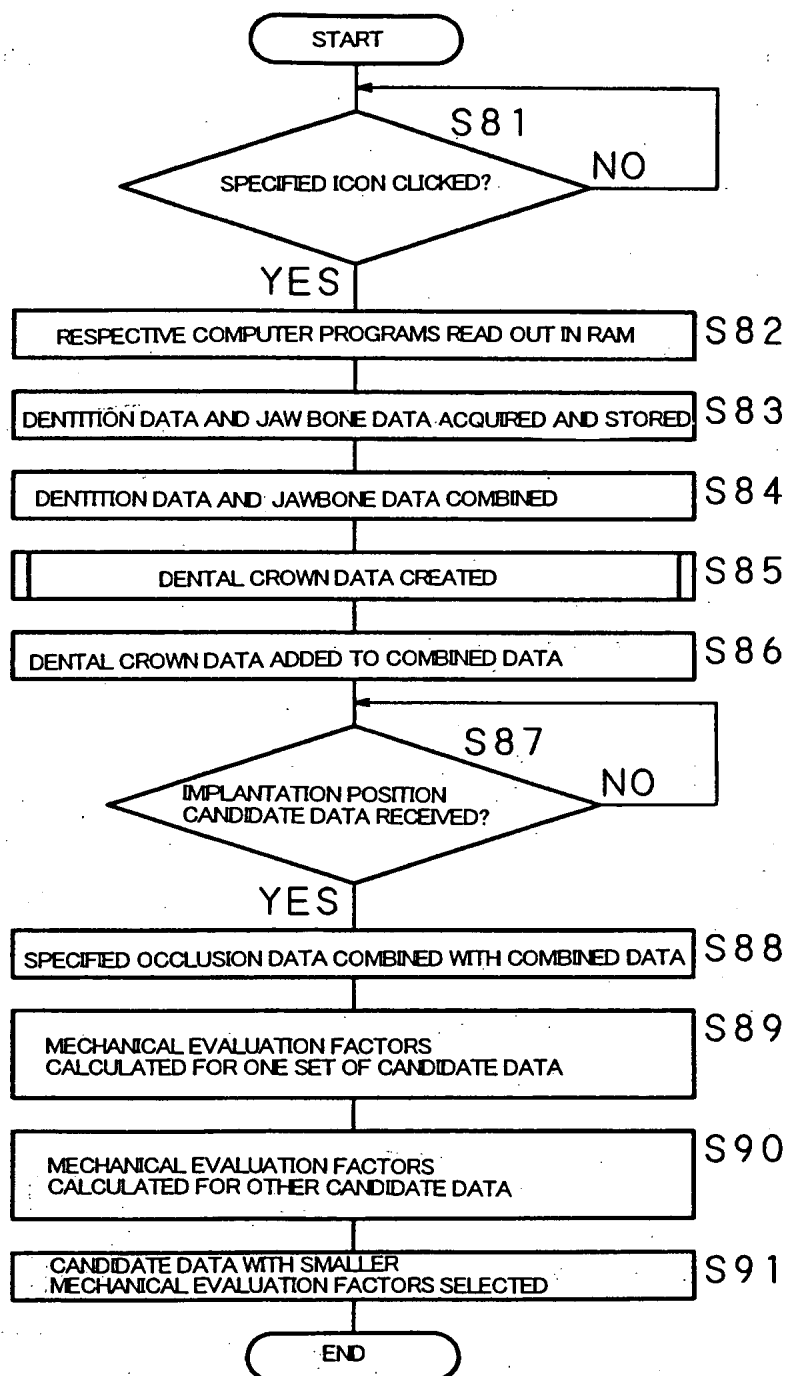 START
S81
SPECIFIED ICON CLICKED?
NO
YES
RESPECTIVE COMPUTER PROGRAMS READ OUT IN RAM
S82
DENTITION DATA AND JAW BONE DATA ACQUIRED AND STORED
S83
DENTITION DATA AND JAWBONE DATA COMBINED
S84
DENTAL CROWN DATA CREATED
S85
DENTAL CROWN DATA ADDED TO COMBINED DATA
S86
S87
IMPLANTATION POSITION
CANDIDATE DATA RECEIVED?
NO
YES
SPECIFIED OCCLUSION DATA COMBINED WITH COMBINED DATA
S88
MECHANICAL EVALUATION FACTORS
CALCULATED FOR ONE SET OF CANDIDATE DATA
S89
MECHANICAL EVALUATION FACTORS
CALCULATED FOR OTHER CANDIDATE DATA
S90
CANDIDATE DATA WITH SMALLER
MECHANICAL EVALUATION FACTORS SELECTED
S91
END